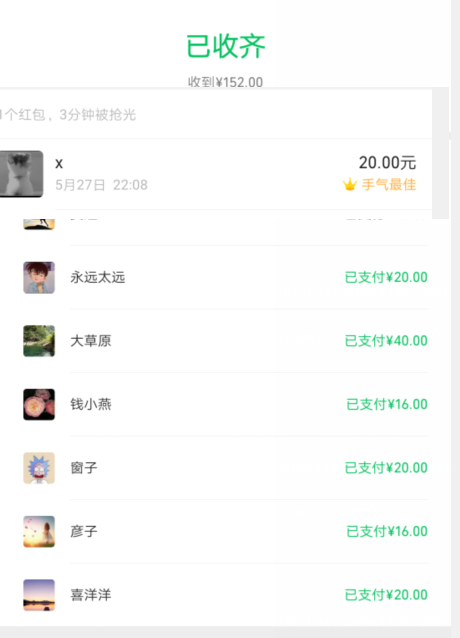 已收齐
收到¥152.00
1个红包，3分钟被抢光
x 20.00元
5月27日 22:08 手气最佳
永远太远 已支付¥20.00
大草原 已支付¥40.00
钱小燕 已支付¥16.00
窗子 已支付¥20.00
彦子 已支付¥16.00
喜洋洋 已支付¥20.00